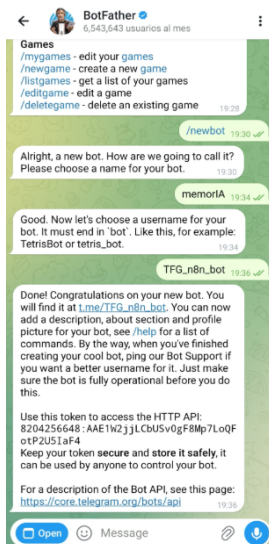 BotFather
6,543,643 usuarios al mes
Games
/mygames - edit your games
/newgame - create a new game
/listgames - get a list of your games
/editgame - edit a game
/deletegame - delete an existing game 19:28
/newbot 19:30
Alright, a new bot. How are we going to call it?
Please choose a name for your bot. 19:30
memorIA 19:34
Good. Now let's choose a username for your
bot. It must end in `bot`. Like this, for example:
TetrisBot or tetris_bot. 19:34
TFG_n8n_bot 19:36
Done! Congratulations on your new bot. You
will find it at t.me/TFG_n8n_bot. You can now
add a description, about section and profile
picture for your bot, see /help for a list of
commands. By the way, when you've finished
creating your cool bot, ping our Bot Support if
you want a better username for it. Just make
sure the bot is fully operational before you do
this.
Use this token to access the HTTP API:
8204256648:AAE1W2jjLCbUSvOgF8Mp7LoQF
otP2U5IaF4
Keep your token secure and store it safely, it
can be used by anyone to control your bot.
For a description of the Bot API, see this page:
https://core.telegram.org/bots/api 19:36
Open
Message